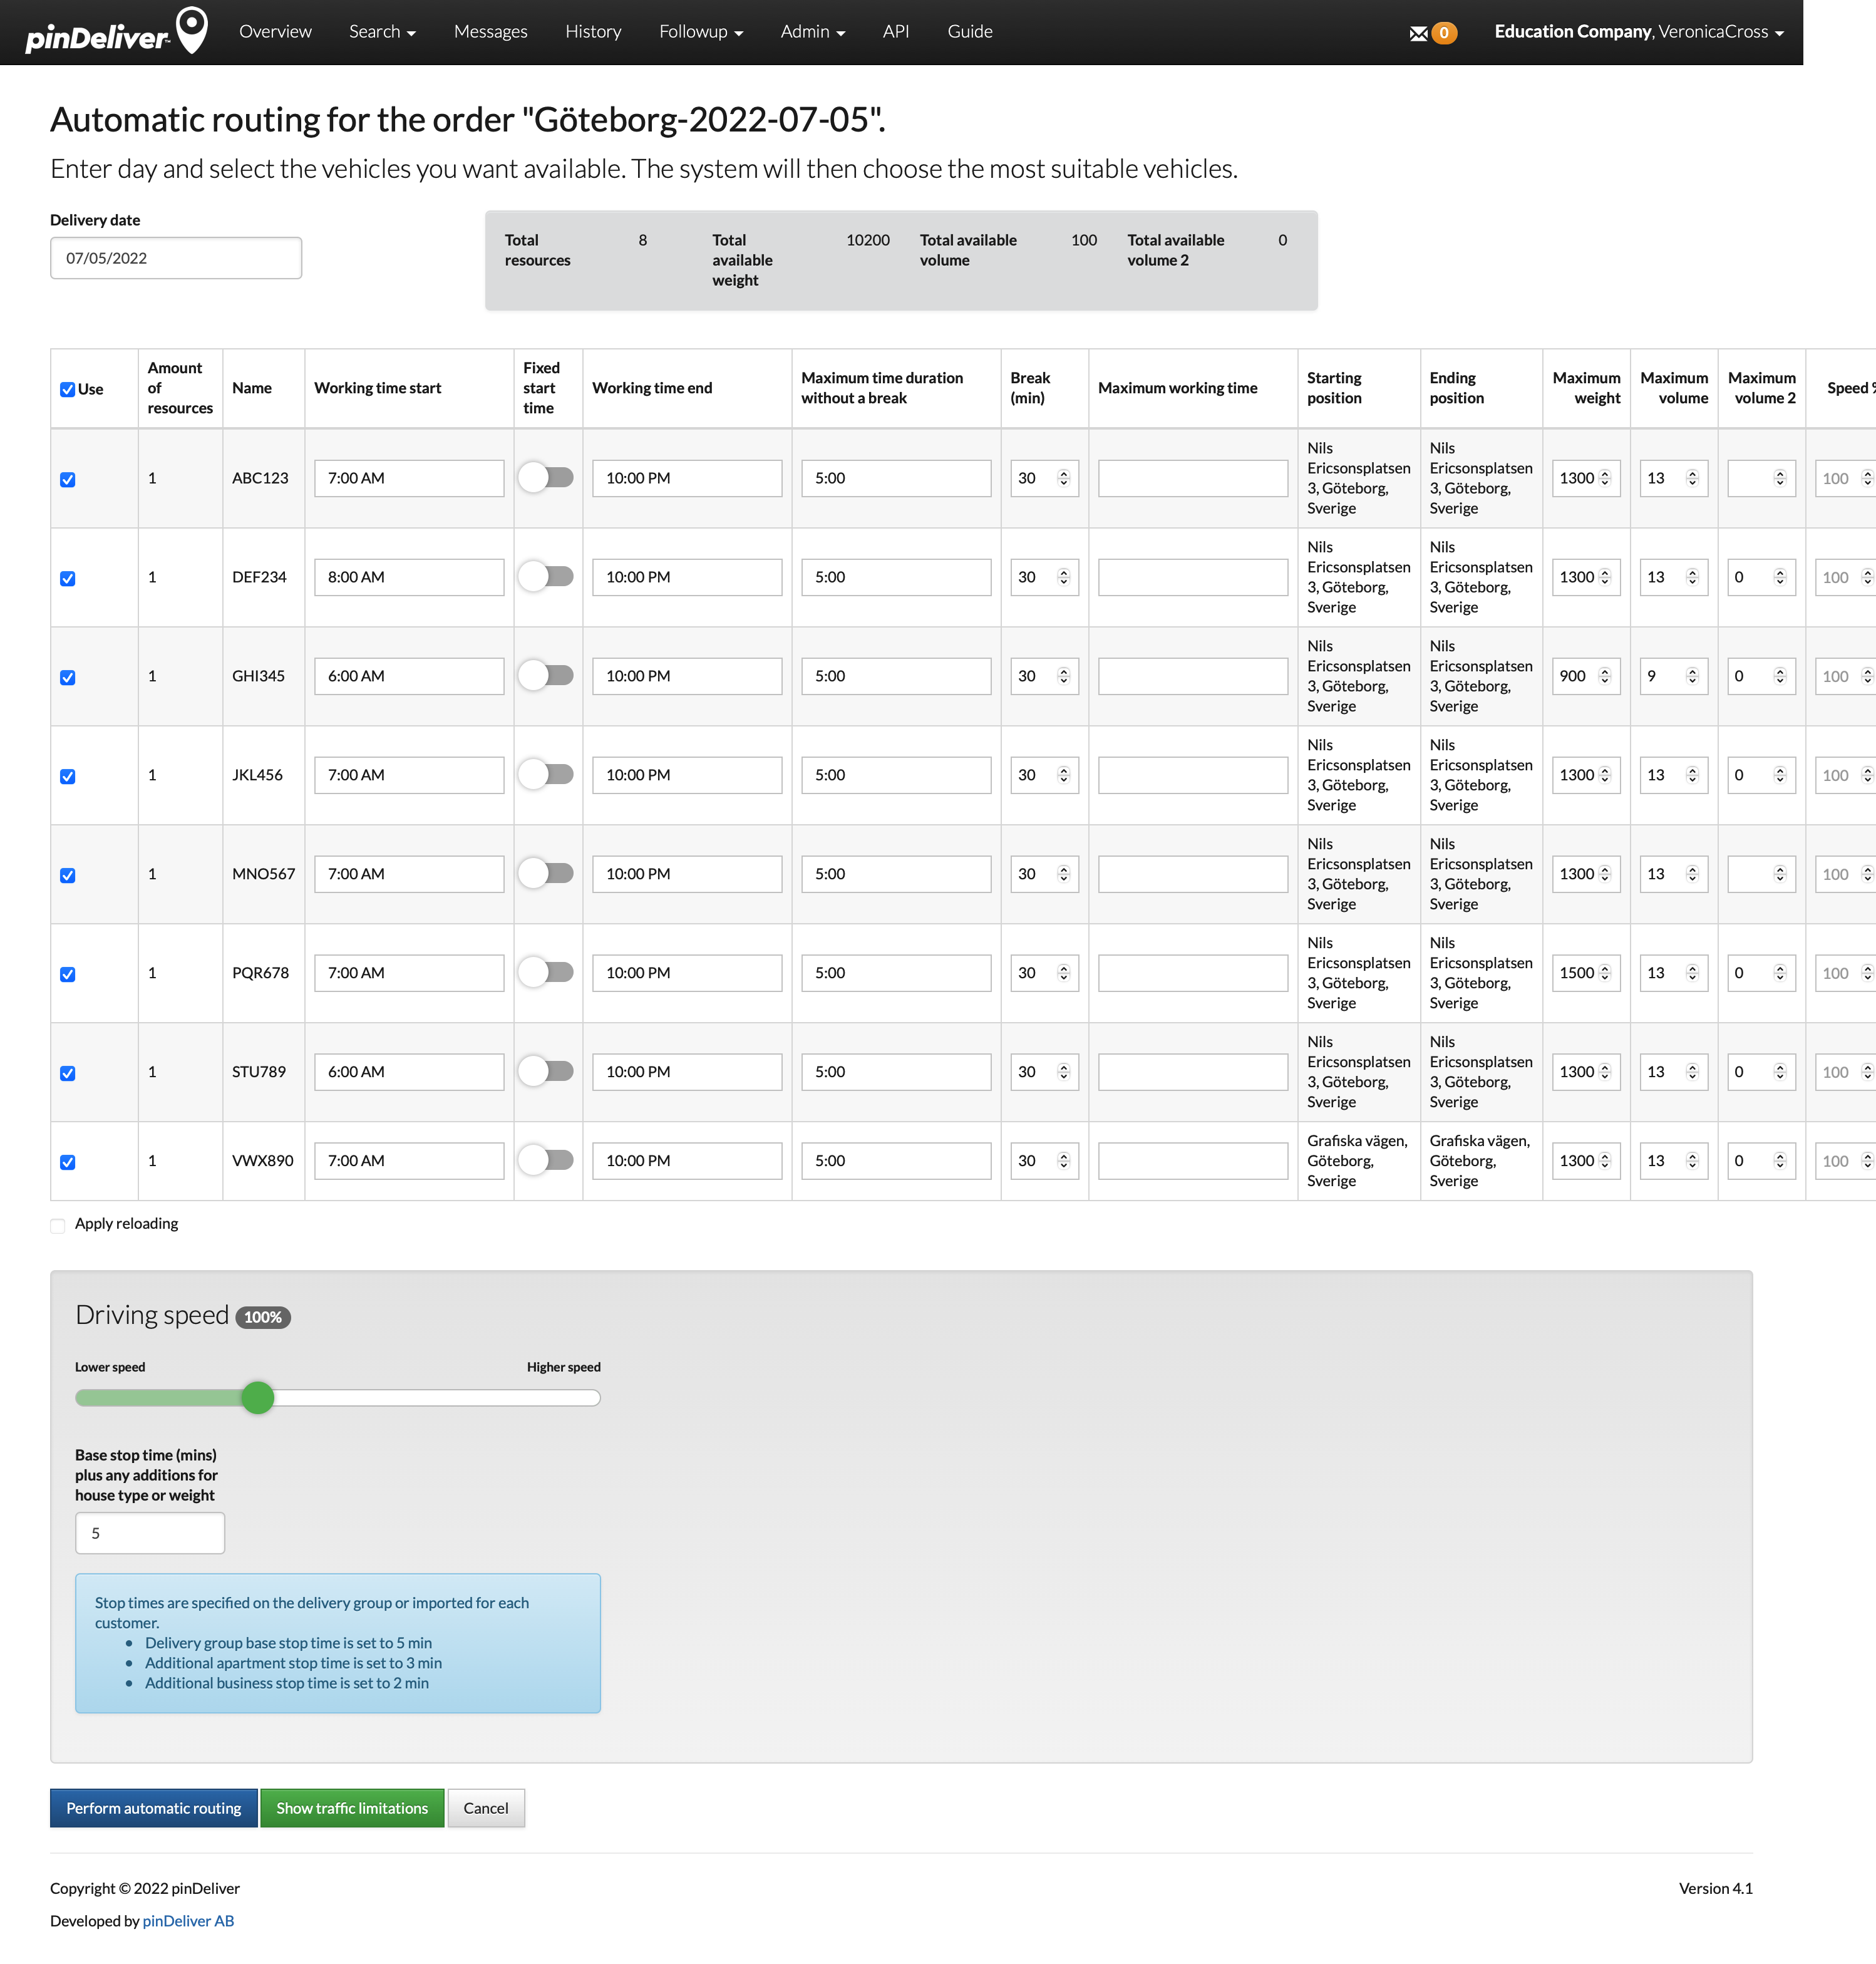 pinDeliver Overview Search Messages History Followup Admin API Guide 0 Education Company, VeronicaCross
Automatic routing for the order "Göteborg-2022-07-05".
Enter day and select the vehicles you want available. The system will then choose the most suitable vehicles.
Delivery date
07/05/2022
Total resources 8 Total available weight 10200 Total available volume 100 Total available volume 2 0
Use Amount of resources Name Working time start Fixed start time Working time end Maximum time duration without a break Break (min) Maximum working time Starting position Ending position Maximum weight Maximum volume Maximum volume 2 Speed
1 ABC123 7:00 AM 10:00 PM 5:00 30 Nils Ericsonsplatsen 3, Göteborg, Sverige Nils Ericsonsplatsen 3, Göteborg, Sverige 1300 13 100
1 DEF234 8:00 AM 10:00 PM 5:00 30 Nils Ericsonsplatsen 3, Göteborg, Sverige Nils Ericsonsplatsen 3, Göteborg, Sverige 1300 13 0 100
1 GHI345 6:00 AM 10:00 PM 5:00 30 Nils Ericsonsplatsen 3, Göteborg, Sverige Nils Ericsonsplatsen 3, Göteborg, Sverige 900 9 0 100
1 JKL456 7:00 AM 10:00 PM 5:00 30 Nils Ericsonsplatsen 3, Göteborg, Sverige Nils Ericsonsplatsen 3, Göteborg, Sverige 1300 13 0 100
1 MNO567 7:00 AM 10:00 PM 5:00 30 Nils Ericsonsplatsen 3, Göteborg, Sverige Nils Ericsonsplatsen 3, Göteborg, Sverige 1300 13 100
1 PQR678 7:00 AM 10:00 PM 5:00 30 Nils Ericsonsplatsen 3, Göteborg, Sverige Nils Ericsonsplatsen 3, Göteborg, Sverige 1500 13 0 100
1 STU789 6:00 AM 10:00 PM 5:00 30 Nils Ericsonsplatsen 3, Göteborg, Sverige Nils Ericsonsplatsen 3, Göteborg, Sverige 1300 13 0 100
1 VWX890 7:00 AM 10:00 PM 5:00 30 Grafiska vägen, Göteborg, Sverige Grafiska vägen, Göteborg, Sverige 1300 13 0 100
Apply reloading
Driving speed 100%
Lower speed Higher speed
Base stop time (mins)
plus any additions for
house type or weight
5
Stop times are specified on the delivery group or imported for each
customer.
• Delivery group base stop time is set to 5 min
• Additional apartment stop time is set to 3 min
• Additional business stop time is set to 2 min
Perform automatic routing Show traffic limitations Cancel
Copyright © 2022 pinDeliver Version 4.1
Developed by pinDeliver AB